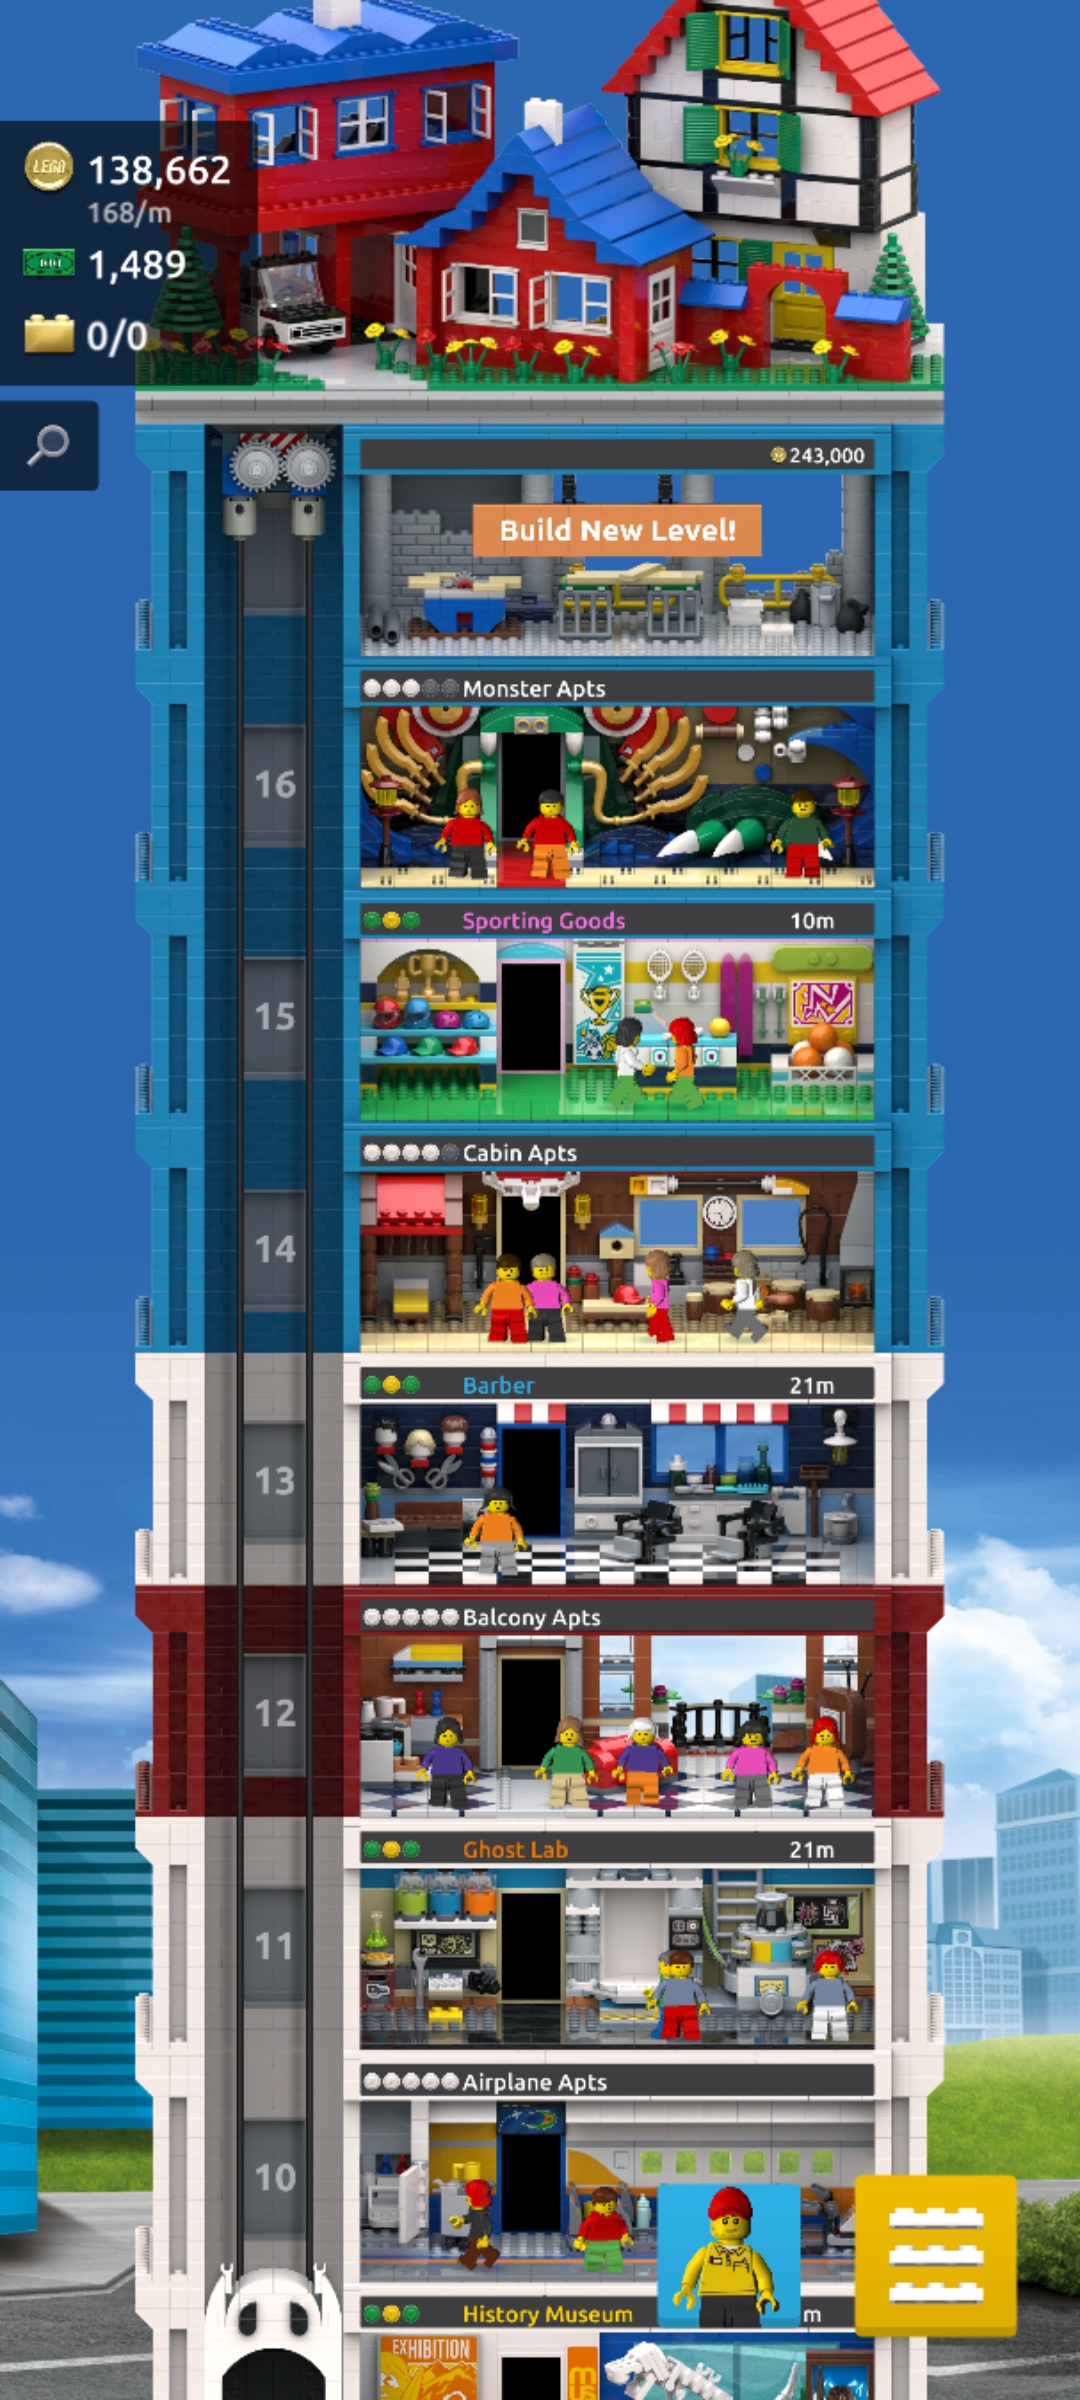 LEGO 138,662
168/m
1,489
0/0
243,000
Build New Level!
Monster Apts
16
Sporting Goods 10m
15
Cabin Apts
14
Barber 21m
13
Balcony Apts
12
Ghost Lab 21m
11
Airplane Apts
10
History Museum m
EXHIBITION